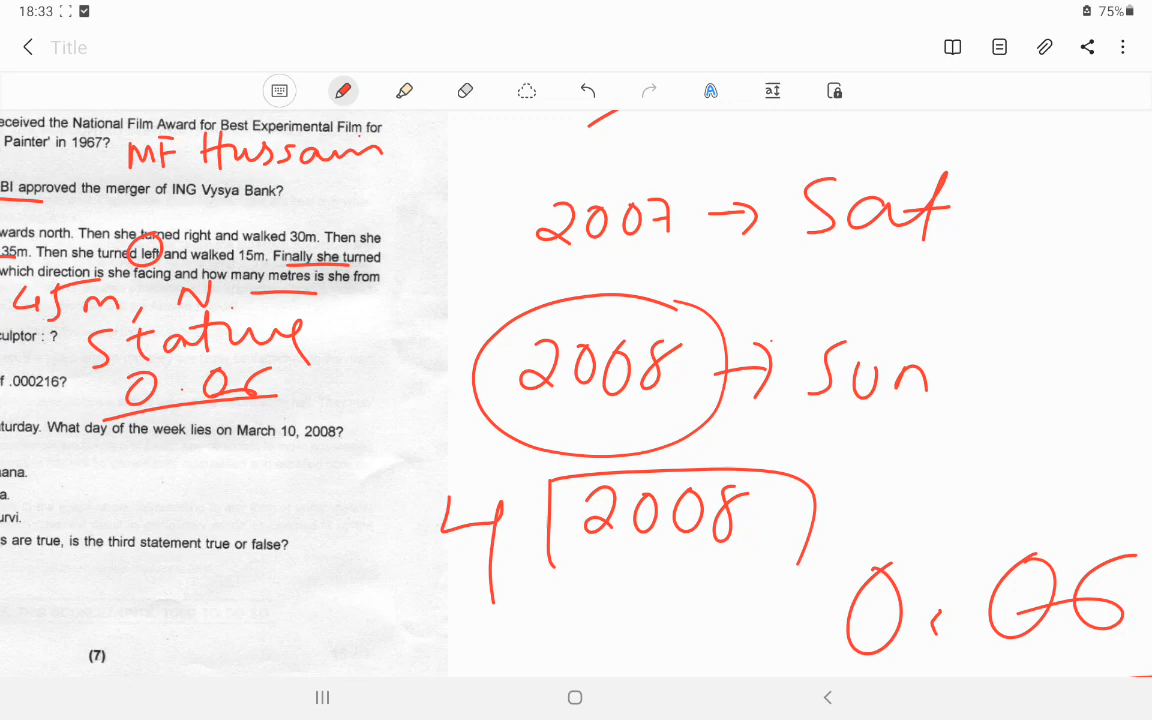 18:33
75%
Title
eceived the National Film Award for Best Experimental Film for
Painter' in 1967? MF Hussain
BI approved the merger of ING Vysya Bank?
wards north. Then she turned right and walked 30m. Then she
35m. Then she turned left and walked 15m. Finally she turned
which direction is she facing and how many metres is she from
45m, N.
culptor : ? Statue
f .000216? 0.06
turday. What day of the week lies on March 10, 2008?
ana.
a.
urvi.
s are true, is the third statement true or false?
(7)
2007 → Sat
2008 → Sun
4 2008
0.06